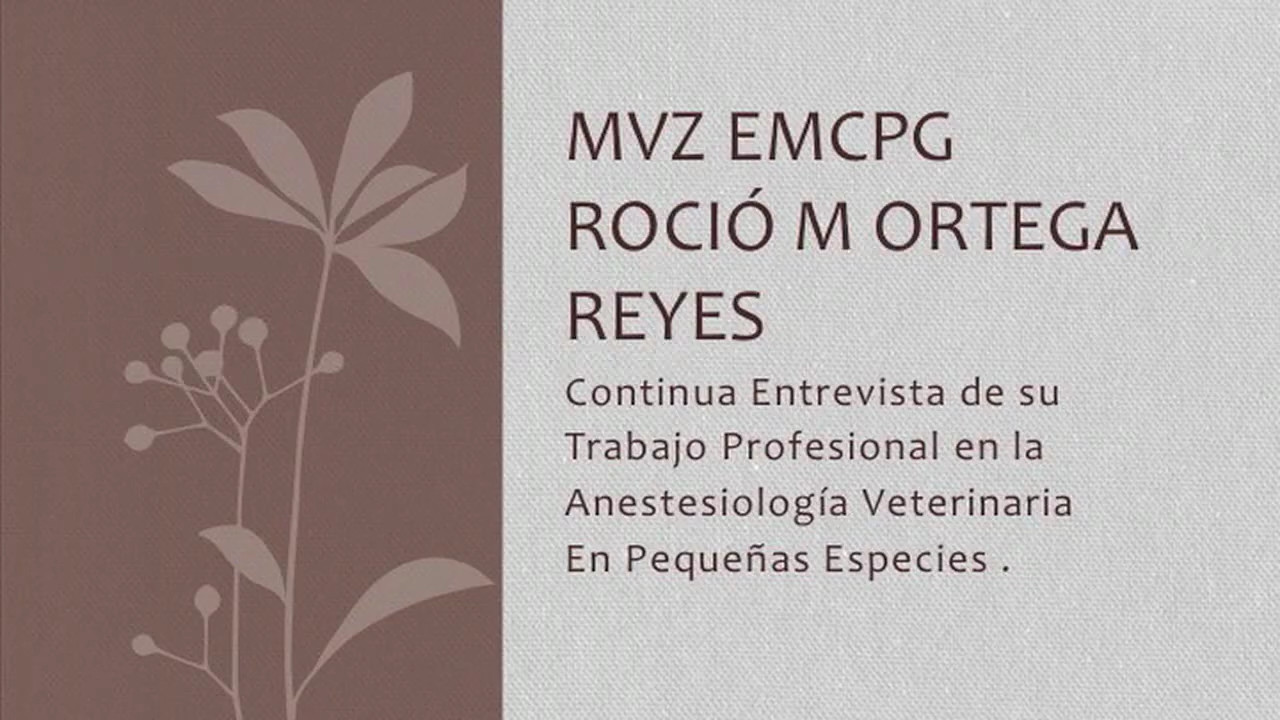 MVZ EMCPG
ROCIÓ M ORTEGA
REYES
Continua Entrevista de su
Trabajo Profesional en la
Anestesiología Veterinaria
En Pequeñas Especies .